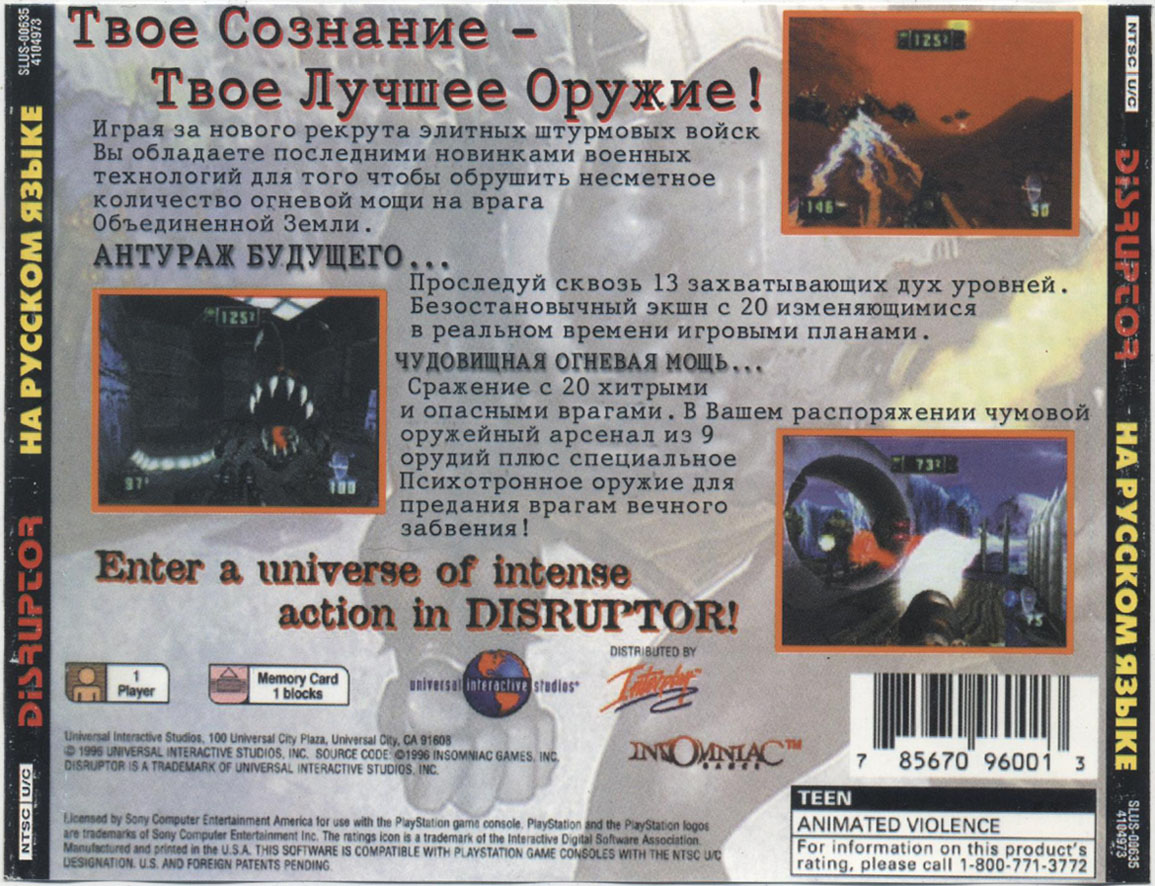 Твое Сознание -
Твое Лучшее Оружие!
Играя за нового рекрута элитных штурмовых войск
Вы обладаете последними новинками военных
технологий для того чтобы обрушить несметное
количество огневой мощи на врага
Объединенной Земли.
АНТУРАЖ БУДУЩЕГО...
Проследуй сквозь 13 захватывающих дух уровней.
Безостановычный экшн с 20 изменяющимися
в реальном времени игровыми планами.
ЧУДОВИЩНАЯ ОГНЕВАЯ МОЩЬ...
Сражение с 20 хитрыми
и опасными врагами. В Вашем распоряжении чумовой
оружейный арсенал из 9
орудий плюс специальное
Психотронное оружие для
предания врагам вечного
забвения!
Enter a universe of intense
action in DISRUPTOR!
125%
146
50
125%
97
100
73%
75
1
Player
Memory Card
1 blocks
universal interactive studios
DISTRIBUTED BY
Interplay™
INSOMNIAC™
GAMES
Universal Interactive Studios, 100 Universal City Plaza, Universal City, CA 91608
© 1996 UNIVERSAL INTERACTIVE STUDIOS, INC. SOURCE CODE: ©1996 INSOMNIAC GAMES, INC.
DISRUPTOR IS A TRADEMARK OF UNIVERSAL INTERACTIVE STUDIOS, INC.
Licensed by Sony Computer Entertainment America for use with the PlayStation game console. PlayStation and the PlayStation logos
are trademarks of Sony Computer Entertainment Inc. The ratings icon is a trademark of the Interactive Digital Software Association.
Manufactured and printed in the U.S.A. THIS SOFTWARE IS COMPATIBLE WITH PLAYSTATION GAME CONSOLES WITH THE NTSC U/C
DESIGNATION. U.S. AND FOREIGN PATENTS PENDING.
7 85670 96001 3
TEEN
ANIMATED VIOLENCE
For information on this product's
rating, please call 1-800-771-3772
SLUS-00635
4104973
НА РУССКОМ ЯЗЫКЕ
DISRUPTOR
NTSC U/C
NTSC U/C
DISRUPTOR
НА РУССКОМ ЯЗЫКЕ
SLUS-00635
4104973